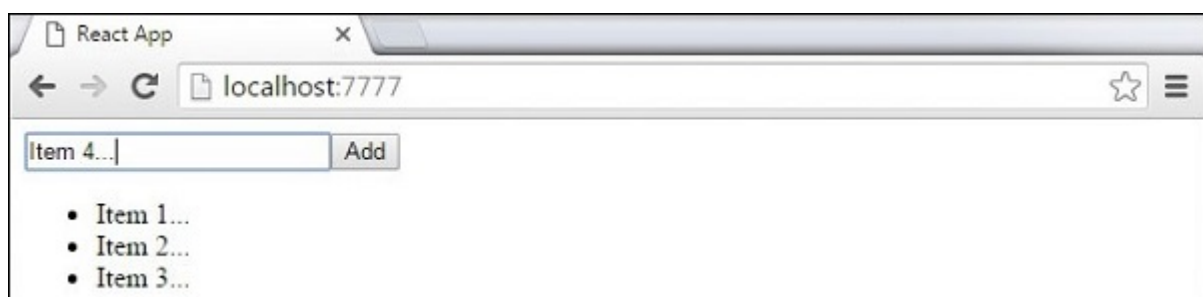 React App
localhost:7777
Item 4... Add
Item 1...
Item 2...
Item 3...